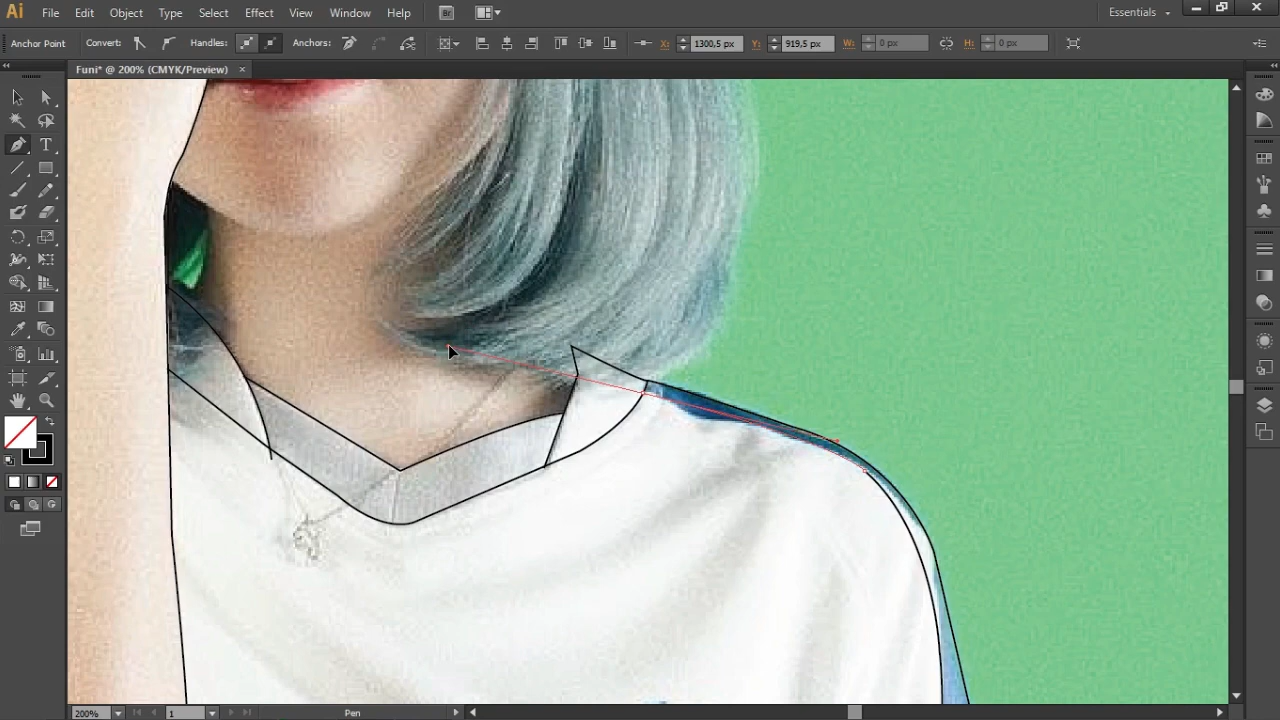 Ai File Edit Object Type Select Effect View Window Help Br Essentials
Anchor Point Convert: Handles: Anchors: X: 1300,5 px Y: 919,5 px W: 0 px H: 0 px
Funi* @ 200% (CMYK/Preview) ×
T
200% 1 Pen